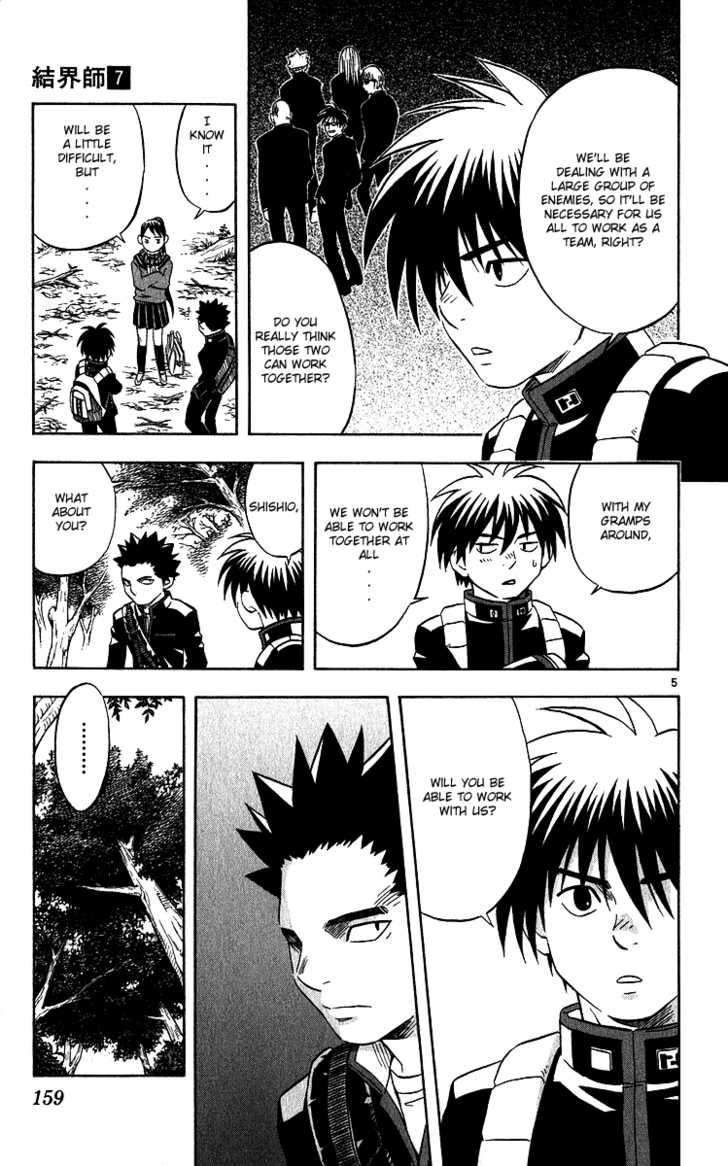 結界師 7
WE'LL BE
DEALING WITH A
LARGE GROUP OF
ENEMIES, SO IT'LL BE
NECESSARY FOR US
ALL TO WORK AS A
TEAM, RIGHT?
DO YOU
REALLY THINK
THOSE TWO
CAN WORK
TOGETHER?
I
KNOW
IT
. . .
WILL BE
A LITTLE
DIFFICULT,
BUT
. . .
WITH MY
GRAMPS
AROUND,
WE WON'T BE
ABLE TO WORK
TOGETHER AT
ALL
. . .
SHISHIO,
WHAT
ABOUT
YOU?
5
WILL YOU BE
ABLE TO WORK
WITH US?
........
159